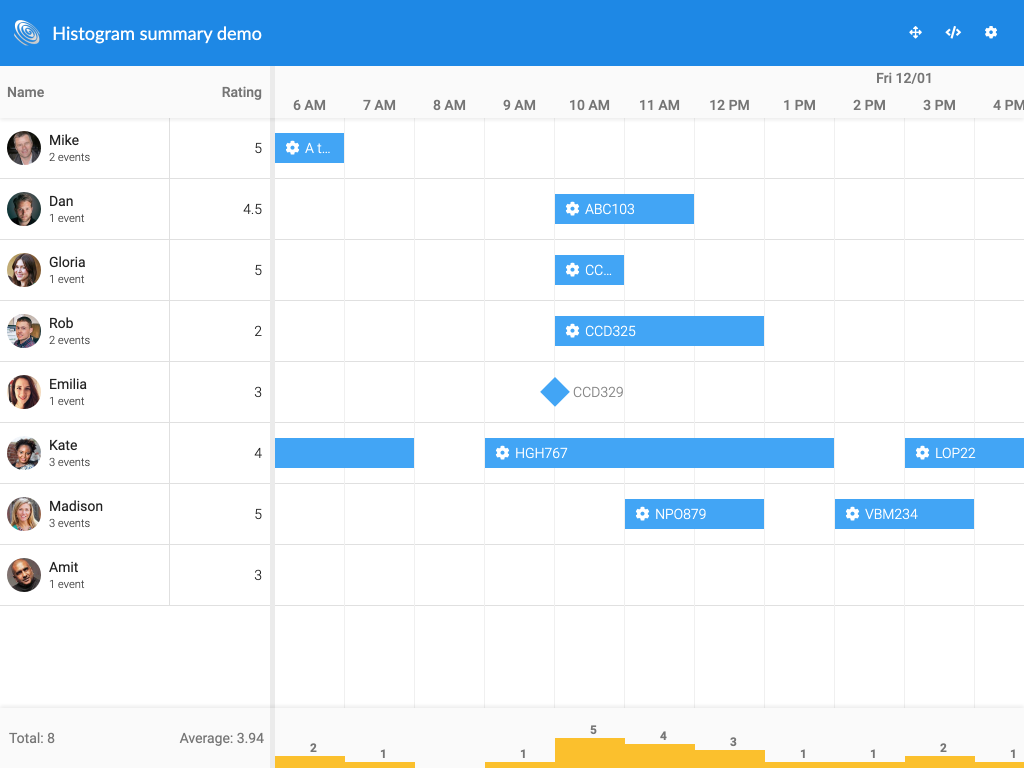 Histogram summary demo
Name Rating
Fri 12/01
6 AM 7 AM 8 AM 9 AM 10 AM 11 AM 12 PM 1 PM 2 PM 3 PM 4 PM
Mike
2 events
5
A t...
Dan
1 event
4.5
ABC103
Gloria
1 event
5
CC...
Rob
2 events
2
CCD325
Emilia
1 event
3
CCD329
Kate
3 events
4
HGH767
LOP22
Madison
3 events
5
NPO879
VBM234
Amit
1 event
3
Total: 8 Average: 3.94
2 1 1 5 4 3 1 1 2 1